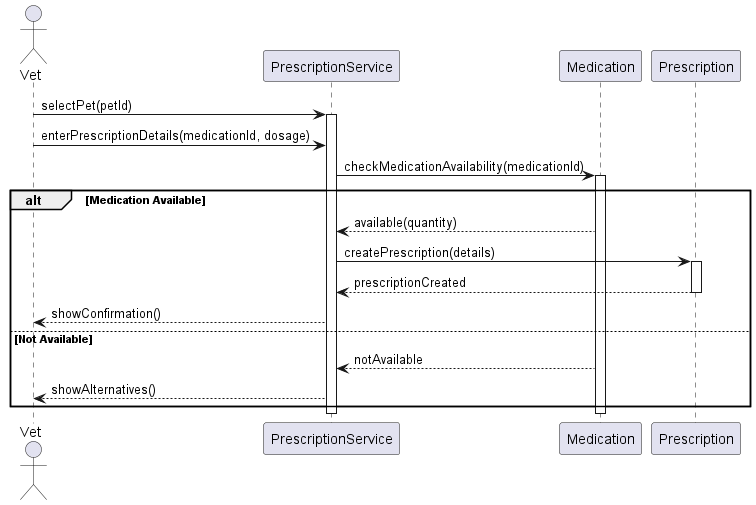 Vet
PrescriptionService
Medication
Prescription
selectPet(petId)
enterPrescriptionDetails(medicationId, dosage)
checkMedicationAvailability(medicationId)
alt [Medication Available]
available(quantity)
createPrescription(details)
prescriptionCreated
showConfirmation()
[Not Available]
notAvailable
showAlternatives()
Vet
PrescriptionService
Medication
Prescription